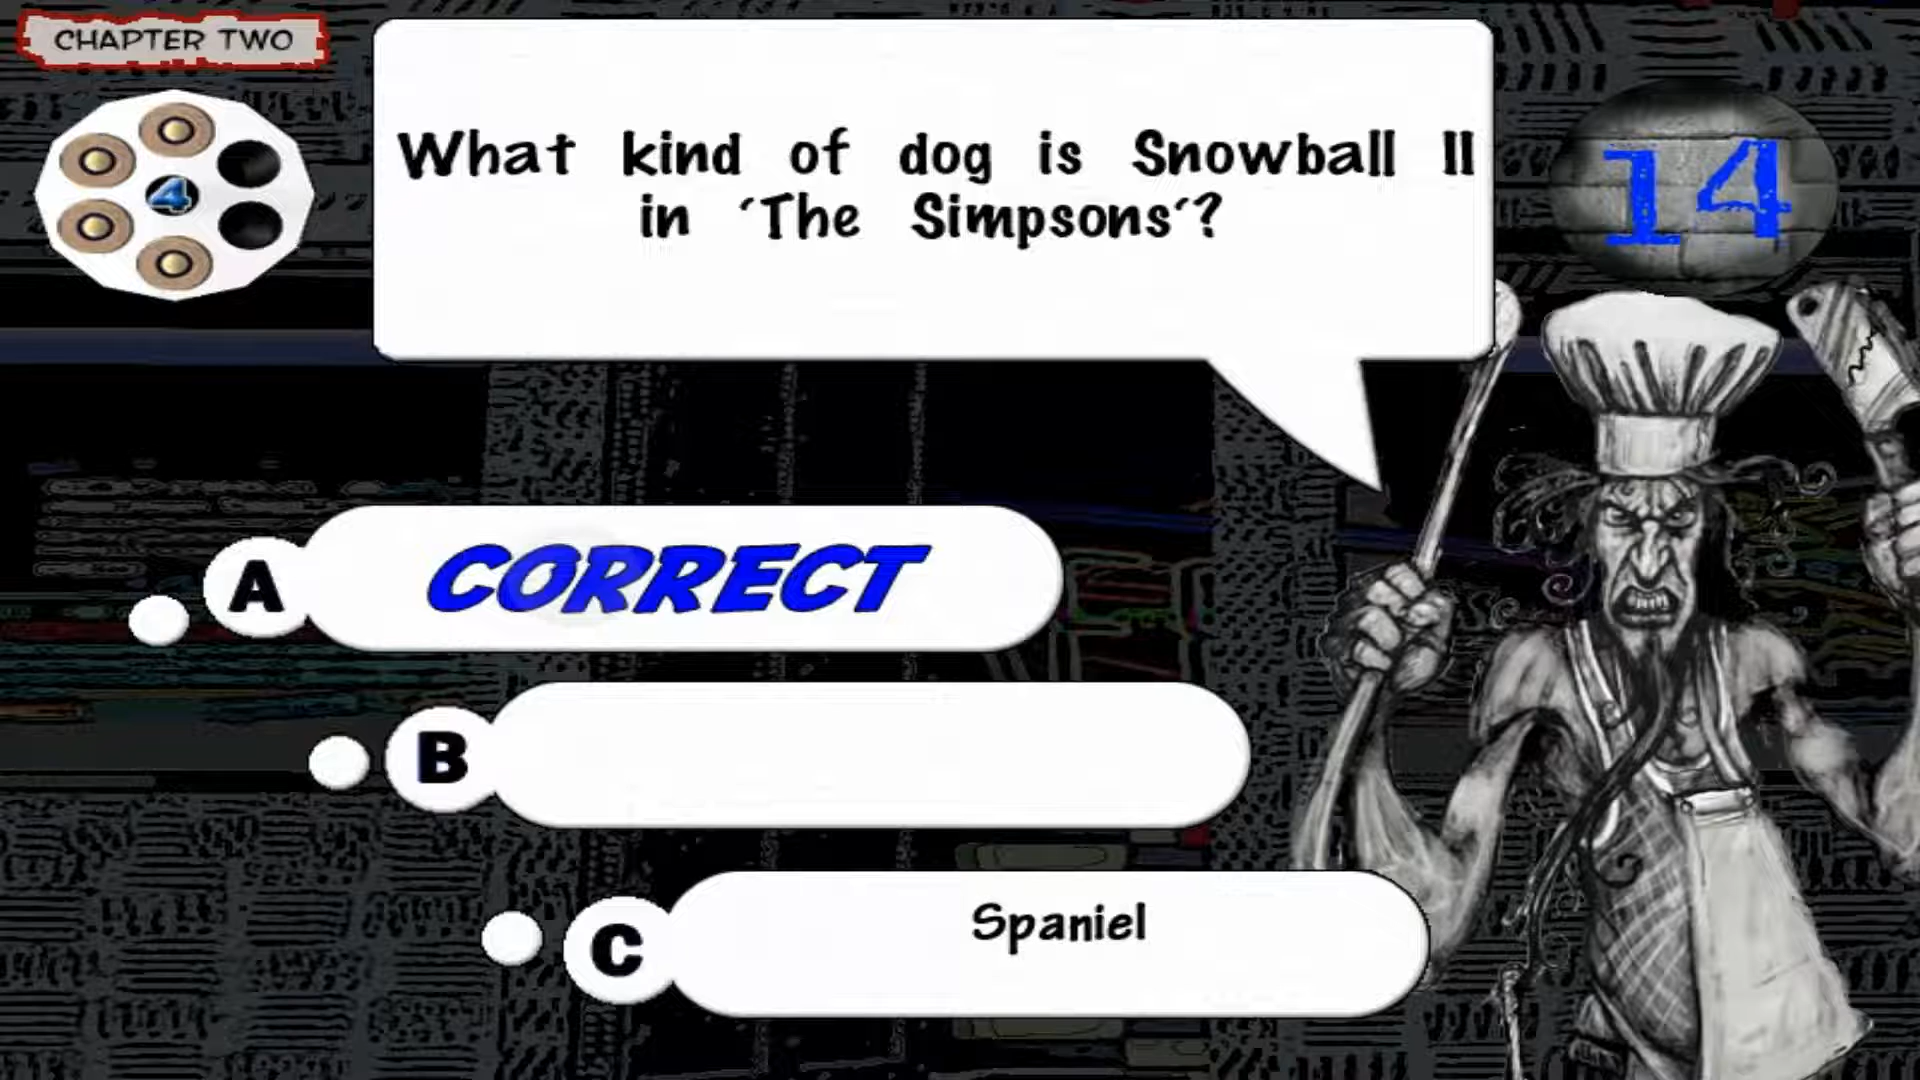 CHAPTER TWO
4
What kind of dog is Snowball II
in 'The Simpsons'?
14
A CORRECT
B
C Spaniel